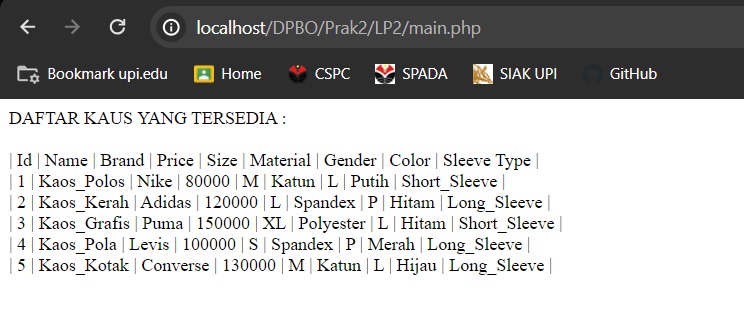 localhost/DPBO/Prak2/LP2/main.php
Bookmark upi.edu Home CSPC SPADA SIAK UPI GitHub
DAFTAR KAUS YANG TERSEDIA :
| Id | Name | Brand | Price | Size | Material | Gender | Color | Sleeve Type |
| 1 | Kaos_Polos | Nike | 80000 | M | Katun | L | Putih | Short_Sleeve |
| 2 | Kaos_Kerah | Adidas | 120000 | L | Spandex | P | Hitam | Long_Sleeve |
| 3 | Kaos_Grafis | Puma | 150000 | XL | Polyester | L | Hitam | Short_Sleeve |
| 4 | Kaos_Pola | Levis | 100000 | S | Spandex | P | Merah | Long_Sleeve |
| 5 | Kaos_Kotak | Converse | 130000 | M | Katun | L | Hijau | Long_Sleeve |